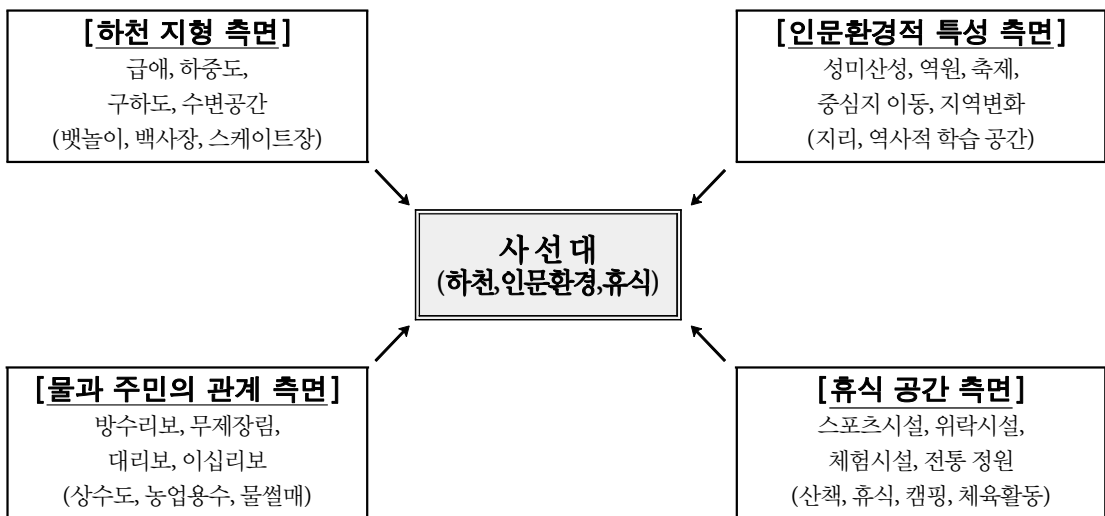 [하천 지형 측면]
급애, 하중도,
구하도, 수변공간
(뱃놀이, 백사장, 스케이트장)
[인문환경적 특성 측면]
성미산성, 역원, 축제,
중심지 이동, 지역변화
(지리, 역사적 학습 공간)
사 선 대
(하천,인문환경,휴식)
[물과 주민의 관계 측면]
방수리보, 무제장림,
대리보, 이십리보
(상수도, 농업용수, 물썰매)
[휴식 공간 측면]
스포츠시설, 위락시설,
체험시설, 전통 정원
(산책, 휴식, 캠핑, 체육활동)